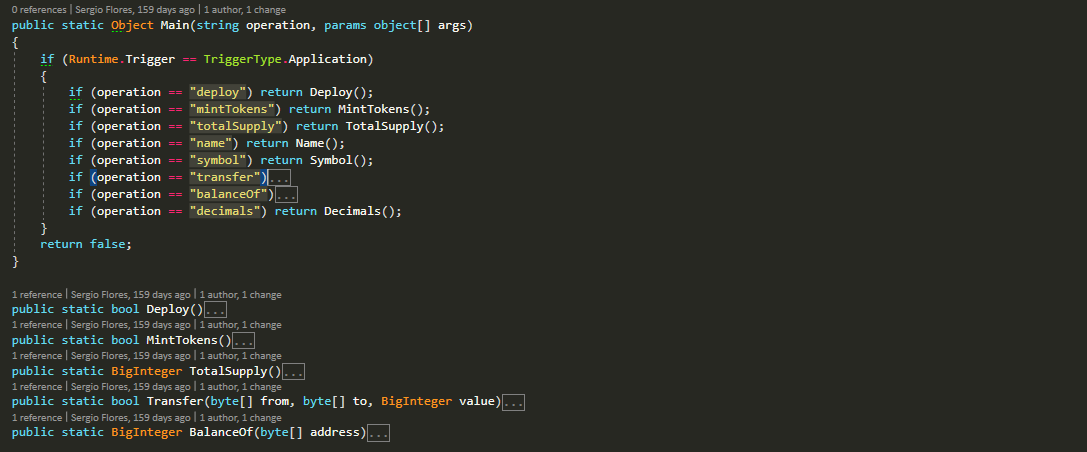 0 references | Sergio Flores, 159 days ago | 1 author, 1 change
public static Object Main(string operation, params object[] args)
{
if (Runtime.Trigger == TriggerType.Application)
{
if (operation == "deploy") return Deploy();
if (operation == "mintTokens") return MintTokens();
if (operation == "totalSupply") return TotalSupply();
if (operation == "name") return Name();
if (operation == "symbol") return Symbol();
if (operation == "transfer")...
if (operation == "balanceOf")...
if (operation == "decimals") return Decimals();
}
return false;
}
1 reference | Sergio Flores, 159 days ago | 1 author, 1 change
public static bool Deploy()...
1 reference | Sergio Flores, 159 days ago | 1 author, 1 change
public static bool MintTokens()...
1 reference | Sergio Flores, 159 days ago | 1 author, 1 change
public static BigInteger TotalSupply()...
1 reference | Sergio Flores, 159 days ago | 1 author, 1 change
public static bool Transfer(byte[] from, byte[] to, BigInteger value)...
1 reference | Sergio Flores, 159 days ago | 1 author, 1 change
public static BigInteger BalanceOf(byte[] address)...